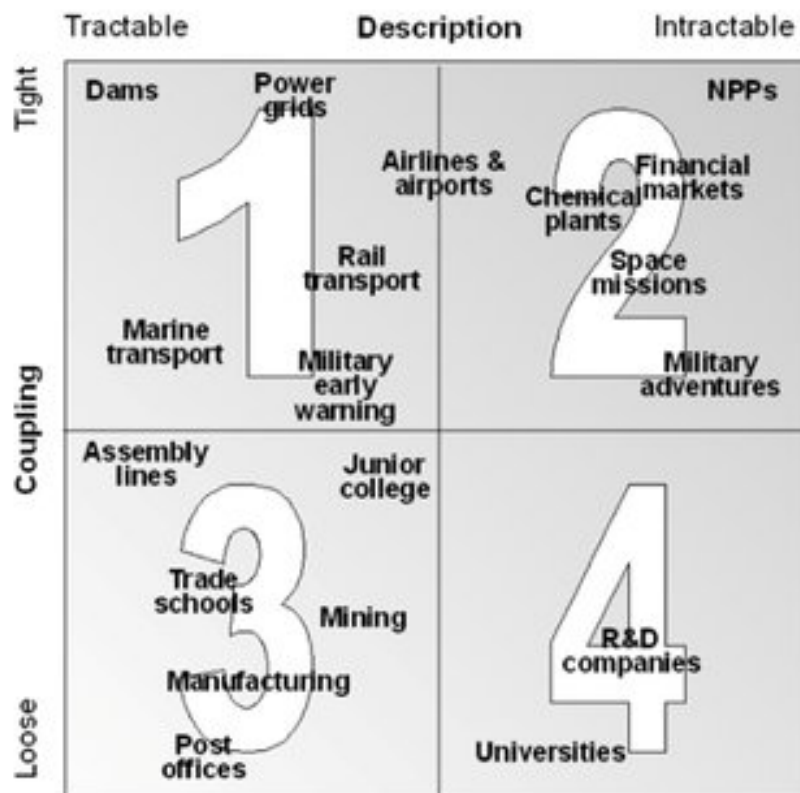 Tractable Description Intractable
Tight
Coupling
Loose
1
Dams
Power
grids
Airlines &
airports
Rail
transport
Marine
transport
Military
early
warning
2
NPPs
Financial
markets
Chemical
plants
Space
missions
Military
adventures
3
Assembly
lines
Junior
college
Trade
schools
Mining
Manufacturing
Post
offices
4
R&D
companies
Universities